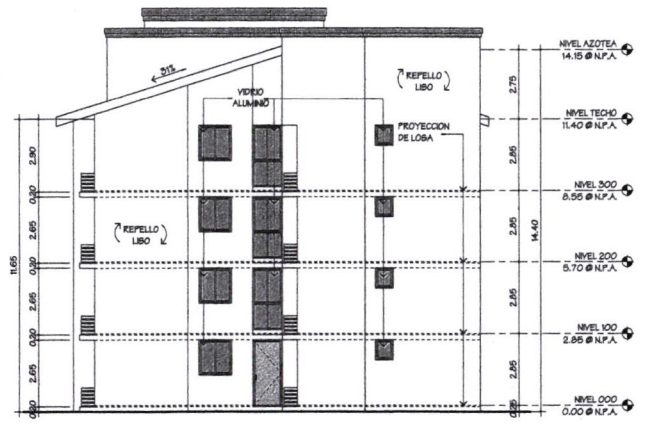 NIVEL AZOTEA
14.15 @ N.P.A.
31%
REPELLO
LISO
2.75
VIDRIO
ALUMINIO
PROYECCION
DE LOSA
NIVEL TECHO
11.40 @ N.P.A.
2.90
2.85
NIVEL 300
8.55 @ N.P.A.
0.20
REPELLO
LISO
2.65
2.85
14.40
11.65
NIVEL 200
5.70 @ N.P.A.
0.20
2.65
2.85
NIVEL 100
2.85 @ N.P.A.
0.20
2.65
2.85
NIVEL 000
0.00 @ N.P.A.
0.20
0.25